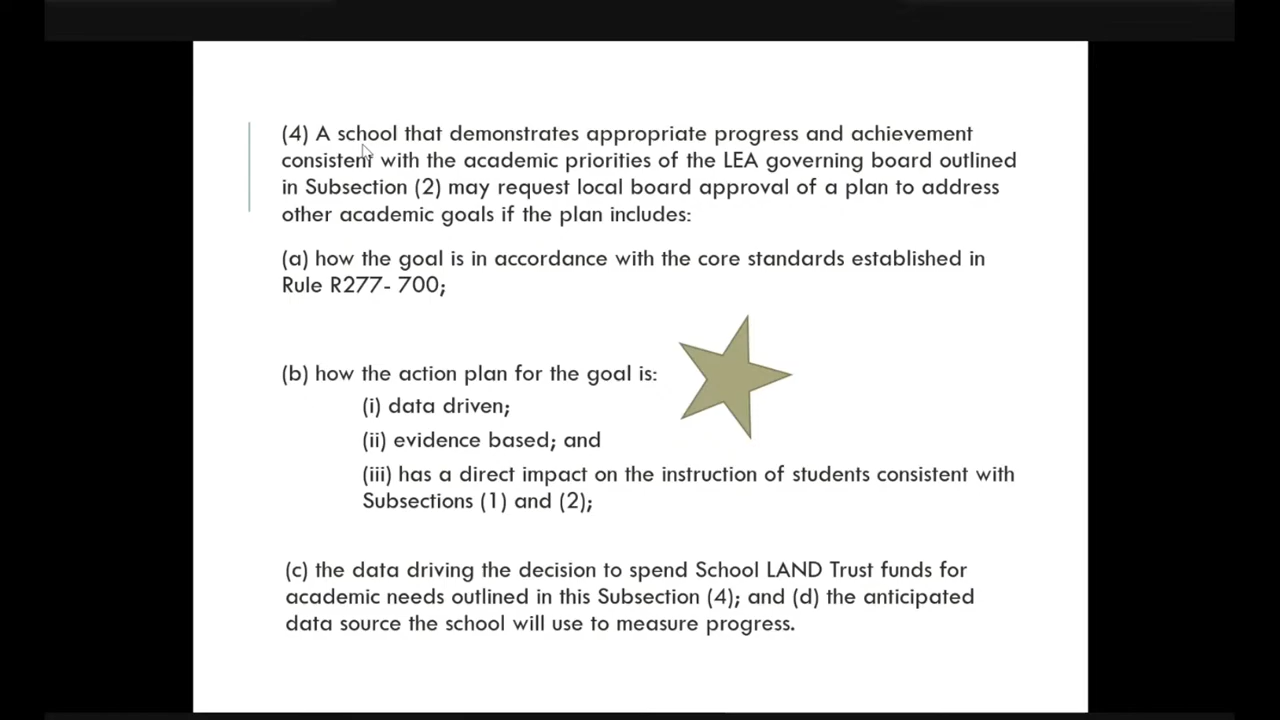 (4) A school that demonstrates appropriate progress and achievement
consistent with the academic priorities of the LEA governing board outlined
in Subsection (2) may request local board approval of a plan to address
other academic goals if the plan includes:
(a) how the goal is in accordance with the core standards established in
Rule R277- 700;
(b) how the action plan for the goal is:
(i) data driven;
(ii) evidence based; and
(iii) has a direct impact on the instruction of students consistent with
Subsections (1) and (2);
(c) the data driving the decision to spend School LAND Trust funds for
academic needs outlined in this Subsection (4); and (d) the anticipated
data source the school will use to measure progress.